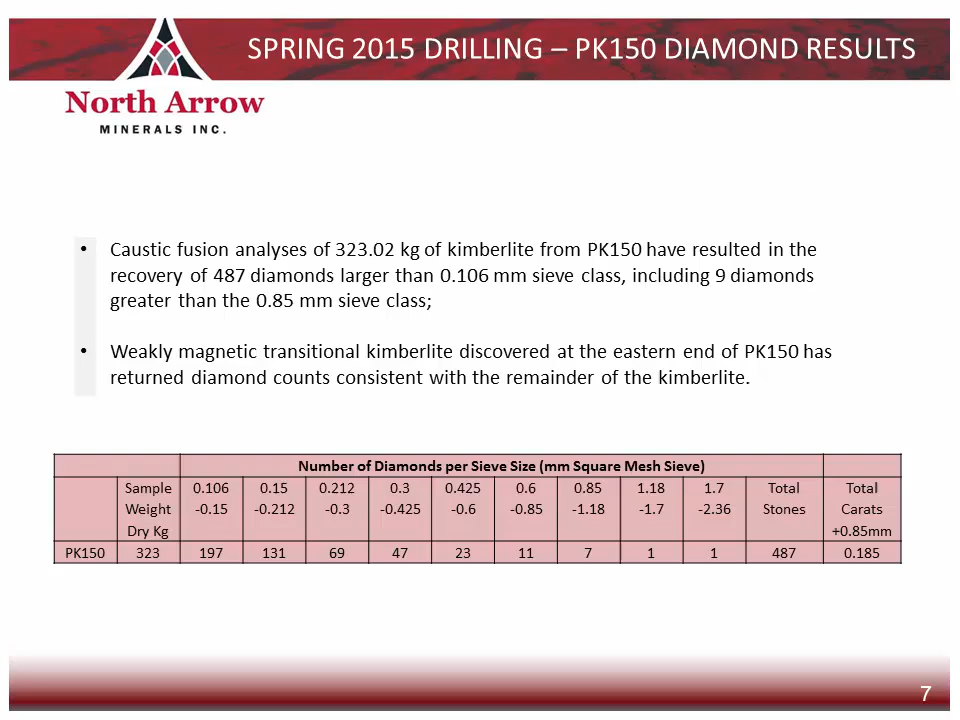 SPRING 2015 DRILLING – PK150 DIAMOND RESULTS
North Arrow
MINERALS INC.
• Caustic fusion analyses of 323.02 kg of kimberlite from PK150 have resulted in the
recovery of 487 diamonds larger than 0.106 mm sieve class, including 9 diamonds
greater than the 0.85 mm sieve class;
• Weakly magnetic transitional kimberlite discovered at the eastern end of PK150 has
returned diamond counts consistent with the remainder of the kimberlite.
Number of Diamonds per Sieve Size (mm Square Mesh Sieve)
Sample 0.106 0.15 0.212 0.3 0.425 0.6 0.85 1.18 1.7 Total Total
Weight -0.15 -0.212 -0.3 -0.425 -0.6 -0.85 -1.18 -1.7 -2.36 Stones Carats
Dry Kg +0.85mm
PK150 323 197 131 69 47 23 11 7 1 1 487 0.185
7